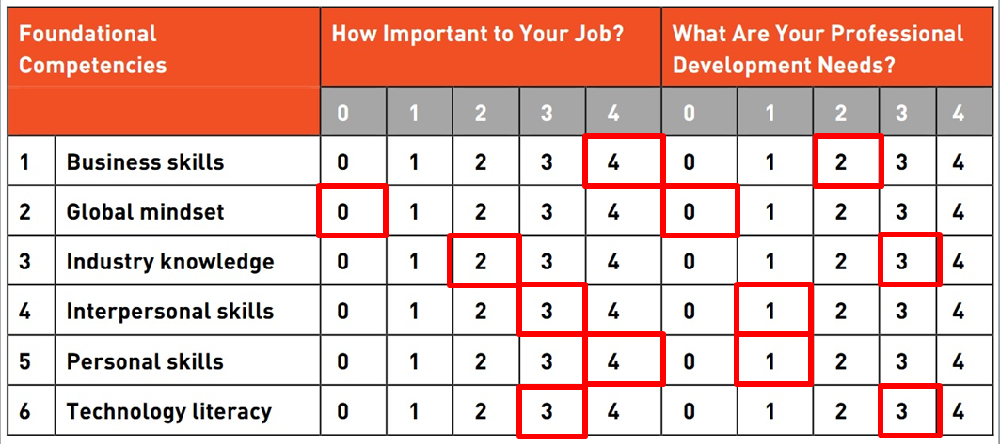 Foundational Competencies How Important to Your Job? What Are Your Professional Development Needs?
0 1 2 3 4 0 1 2 3 4
1 Business skills 0 1 2 3 4 0 1 2 3 4
2 Global mindset 0 1 2 3 4 0 1 2 3 4
3 Industry knowledge 0 1 2 3 4 0 1 2 3 4
4 Interpersonal skills 0 1 2 3 4 0 1 2 3 4
5 Personal skills 0 1 2 3 4 0 1 2 3 4
6 Technology literacy 0 1 2 3 4 0 1 2 3 4